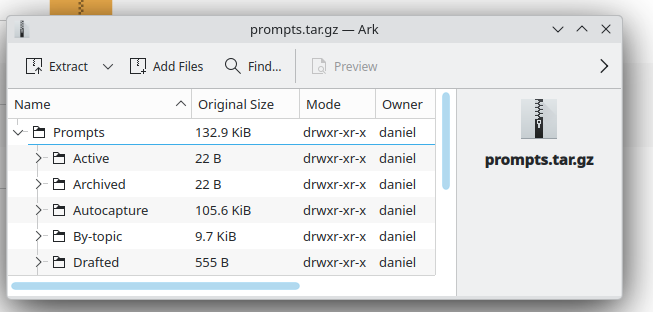 prompts.tar.gz — Ark
Extract Add Files Find... Preview
Name Original Size Mode Owner
Prompts 132.9 KiB drwxr-xr-x daniel
Active 22 B drwxr-xr-x daniel
Archived 22 B drwxr-xr-x daniel
Autocapture 105.6 KiB drwxr-xr-x daniel
By-topic 9.7 KiB drwxr-xr-x daniel
Drafted 555 B drwxr-xr-x daniel
prompts.tar.gz